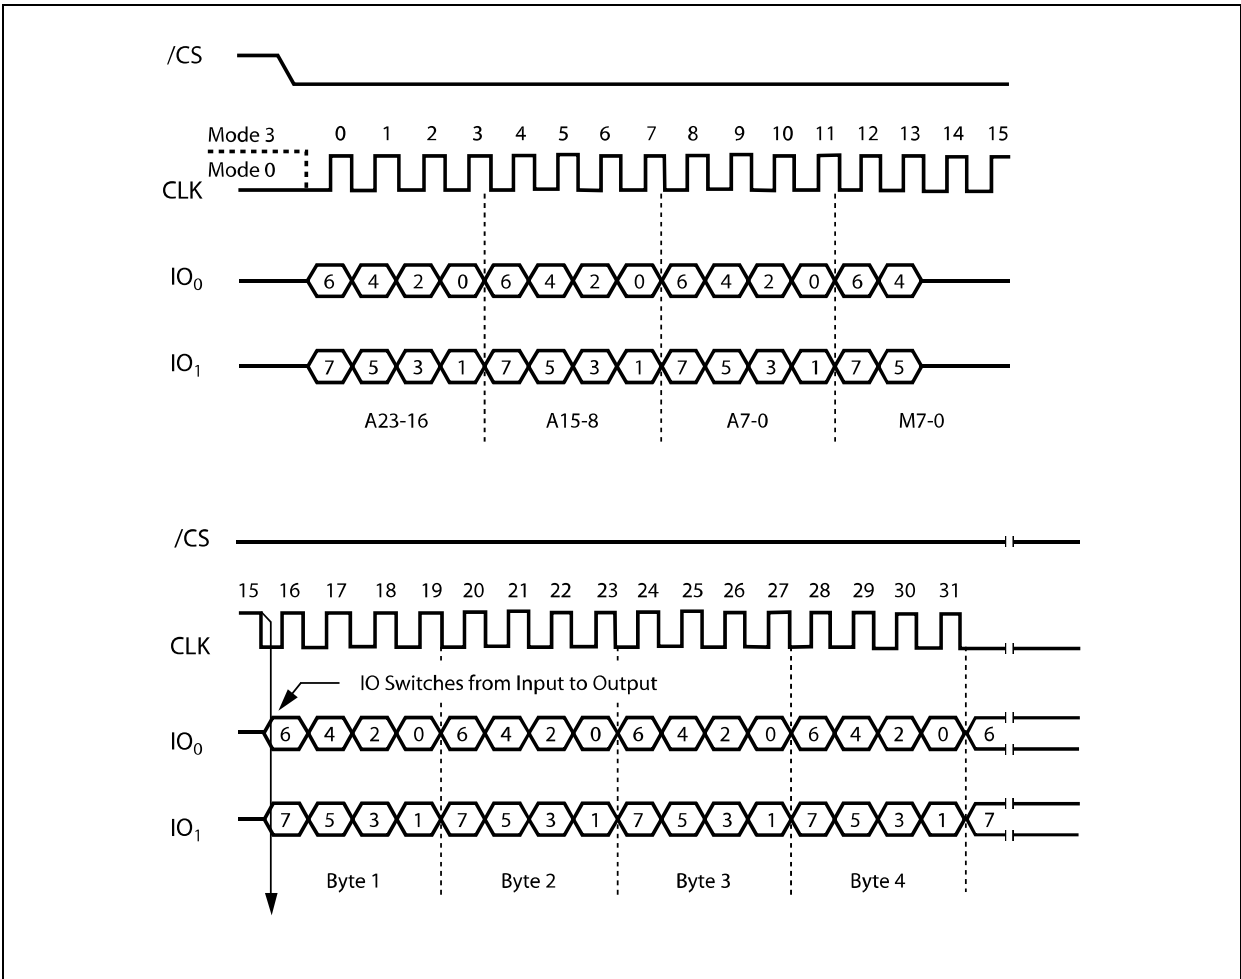 /CS
Mode 3
0 1 2 3 4 5 6 7 8 9 10 11 12 13 14 15
Mode 0
CLK
IO0 6 4 2 0 6 4 2 0 6 4 2 0 6 4
IO1 7 5 3 1 7 5 3 1 7 5 3 1 7 5
A23-16 A15-8 A7-0 M7-0
/CS
15 16 17 18 19 20 21 22 23 24 25 26 27 28 29 30 31
CLK
IO Switches from Input to Output
IO0 6 4 2 0 6 4 2 0 6 4 2 0 6 4 2 0 6
IO1 7 5 3 1 7 5 3 1 7 5 3 1 7 5 3 1 7
Byte 1 Byte 2 Byte 3 Byte 4